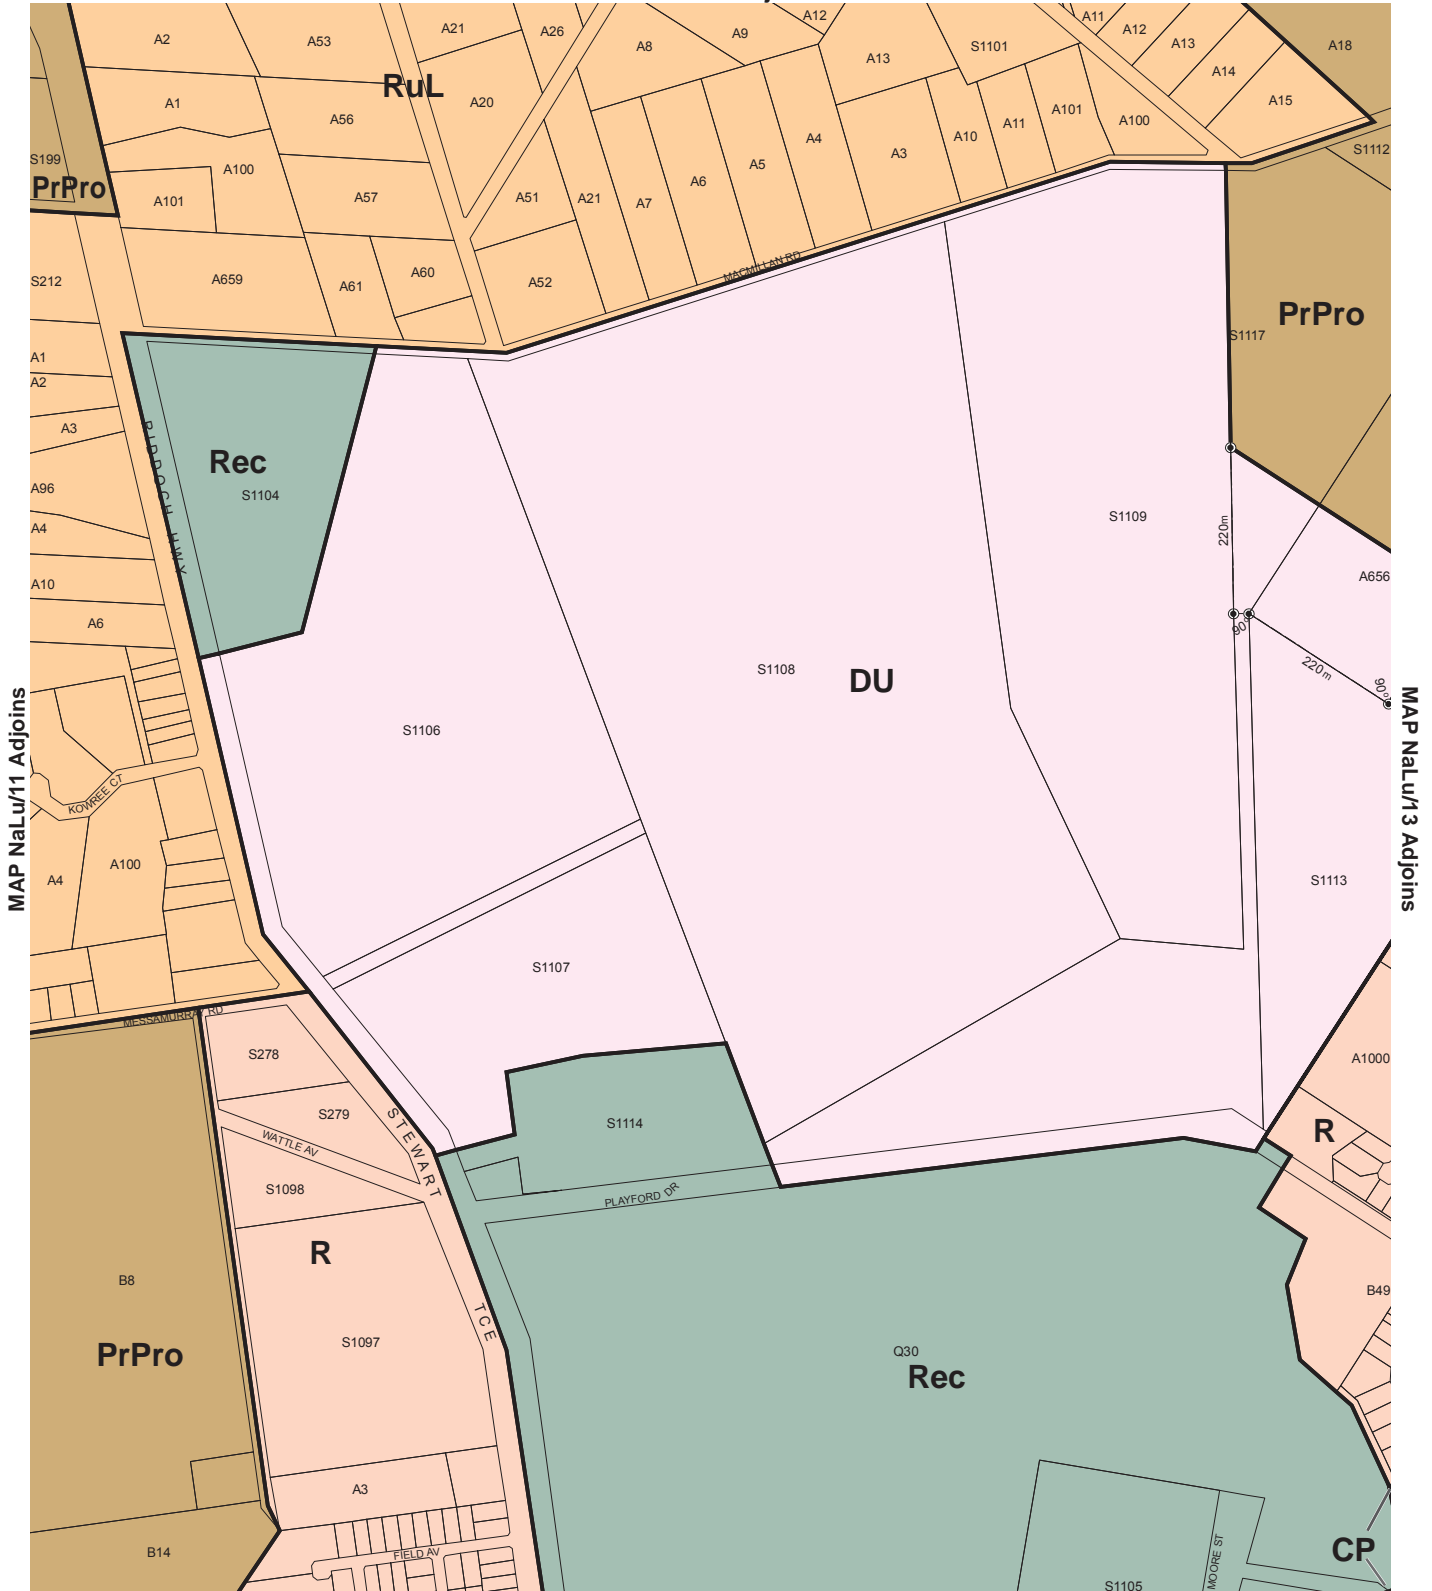 A2
A53
A21
A26
A8
A9
A12
A13
S1101
A11
A12
A13
A14
A15
A18
RuL
A1
A56
A20
A4
A3
A10
A11
A101
A100
S1112
S199
PrPro
A100
A101
A57
A51
A21
A7
A6
A5
S212
A659
A61
A60
A52
MACMILLAN RD
PrPro
S1117
A1
A2
A3
A96
A4
A10
A6
RIDDOCH HWY
Rec
S1104
S1109
220m
A656
90°
220m
90°
S1108
DU
S1106
MAP NaLu/11 Adjoins
MAP NaLu/13 Adjoins
KOWREE CT
A4
A100
S1113
S1107
MESSAMURRAY RD
S278
S279
WATTLE AV
S1098
STEWART TCE
S1114
PLAYFORD DR
A1000
R
R
B8
PrPro
S1097
B49
Q30
Rec
A3
B14
FIELD AV
CP
MOORE ST
S1105